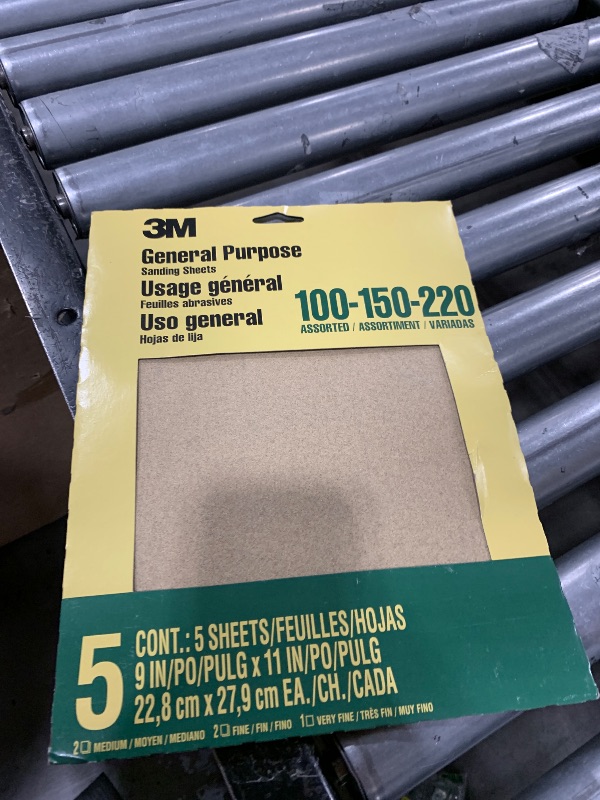 3M
General Purpose
Sanding Sheets
Usage général
Feuilles abrasives
Uso general
Hojas de lija
100-150-220
ASSORTED / ASSORTIMENT / VARIADAS
5
CONT.: 5 SHEETS/FEUILLES/HOJAS
9 IN/PO/PULG x 11 IN/PO/PULG
22,8 cm x 27,9 cm EA./CH./CADA
2 MEDIUM / MOYEN / MEDIANO 2 FINE / FIN / FINO 1 VERY FINE / TRÈS FIN / MUY FINO